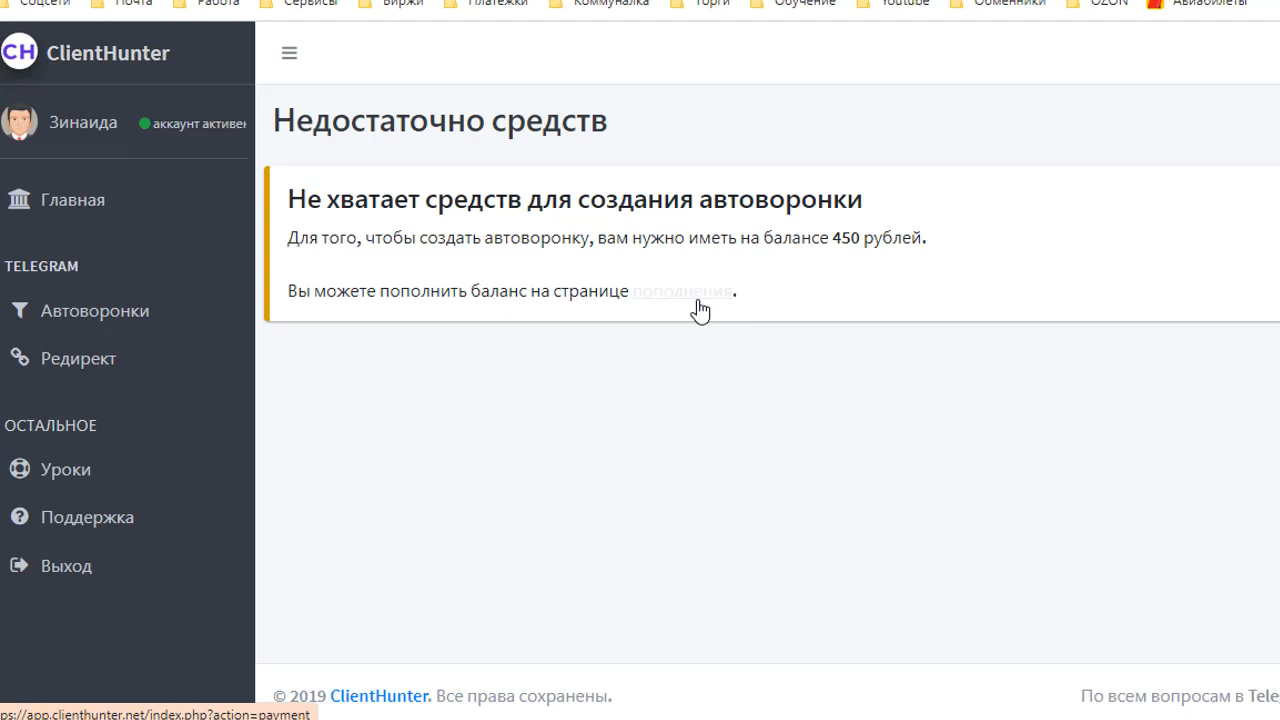 Соцсети Почта Работа Сервисы Биржи Платежки Коммуналка Торги Обучение Youtube Обменники OZON Авиабилеты
CH ClientHunter
Зинаида аккаунт активен
Главная
TELEGRAM
Автоворонки
Редирект
ОСТАЛЬНОЕ
Уроки
Поддержка
Выход
Недостаточно средств
Не хватает средств для создания автоворонки
Для того, чтобы создать автоворонку, вам нужно иметь на балансе 450 рублей.
Вы можете пополнить баланс на странице пополнения.
© 2019 ClientHunter. Все права сохранены.
По всем вопросам в Tele
ps://app.clienthunter.net/index.php?action=payment